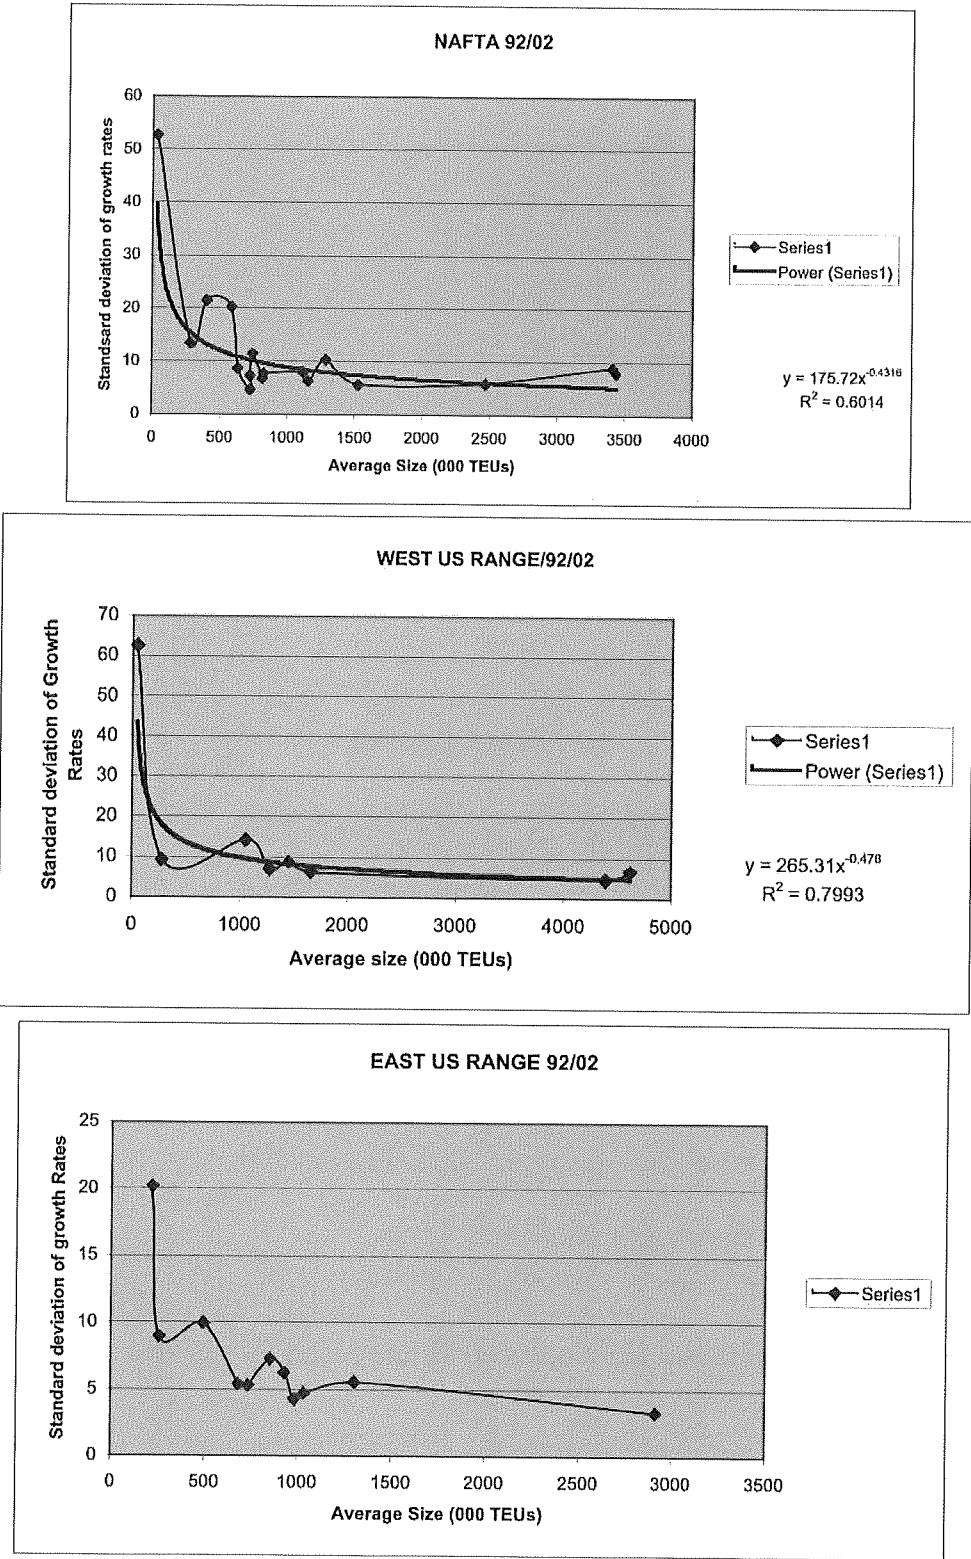 NAFTA 92/02
Standsard deviation of growth rates
60
50
40
30
20
10
0
0 500 1000 1500 2000 2500 3000 3500 4000
Average Size (000 TEUs)
Series1
Power (Series1)
y = 175.72x^-0.4316
R² = 0.6014
WEST US RANGE/92/02
Standard deviation of Growth
Rates
70
60
50
40
30
20
10
0
0 1000 2000 3000 4000 5000
Average size (000 TEUs)
Series1
Power (Series1)
y = 265.31x^-0.476
R² = 0.7993
EAST US RANGE 92/02
Standard deviation of growth Rates
25
20
15
10
5
0
0 500 1000 1500 2000 2500 3000 3500
Average Size (000 TEUs)
Series1